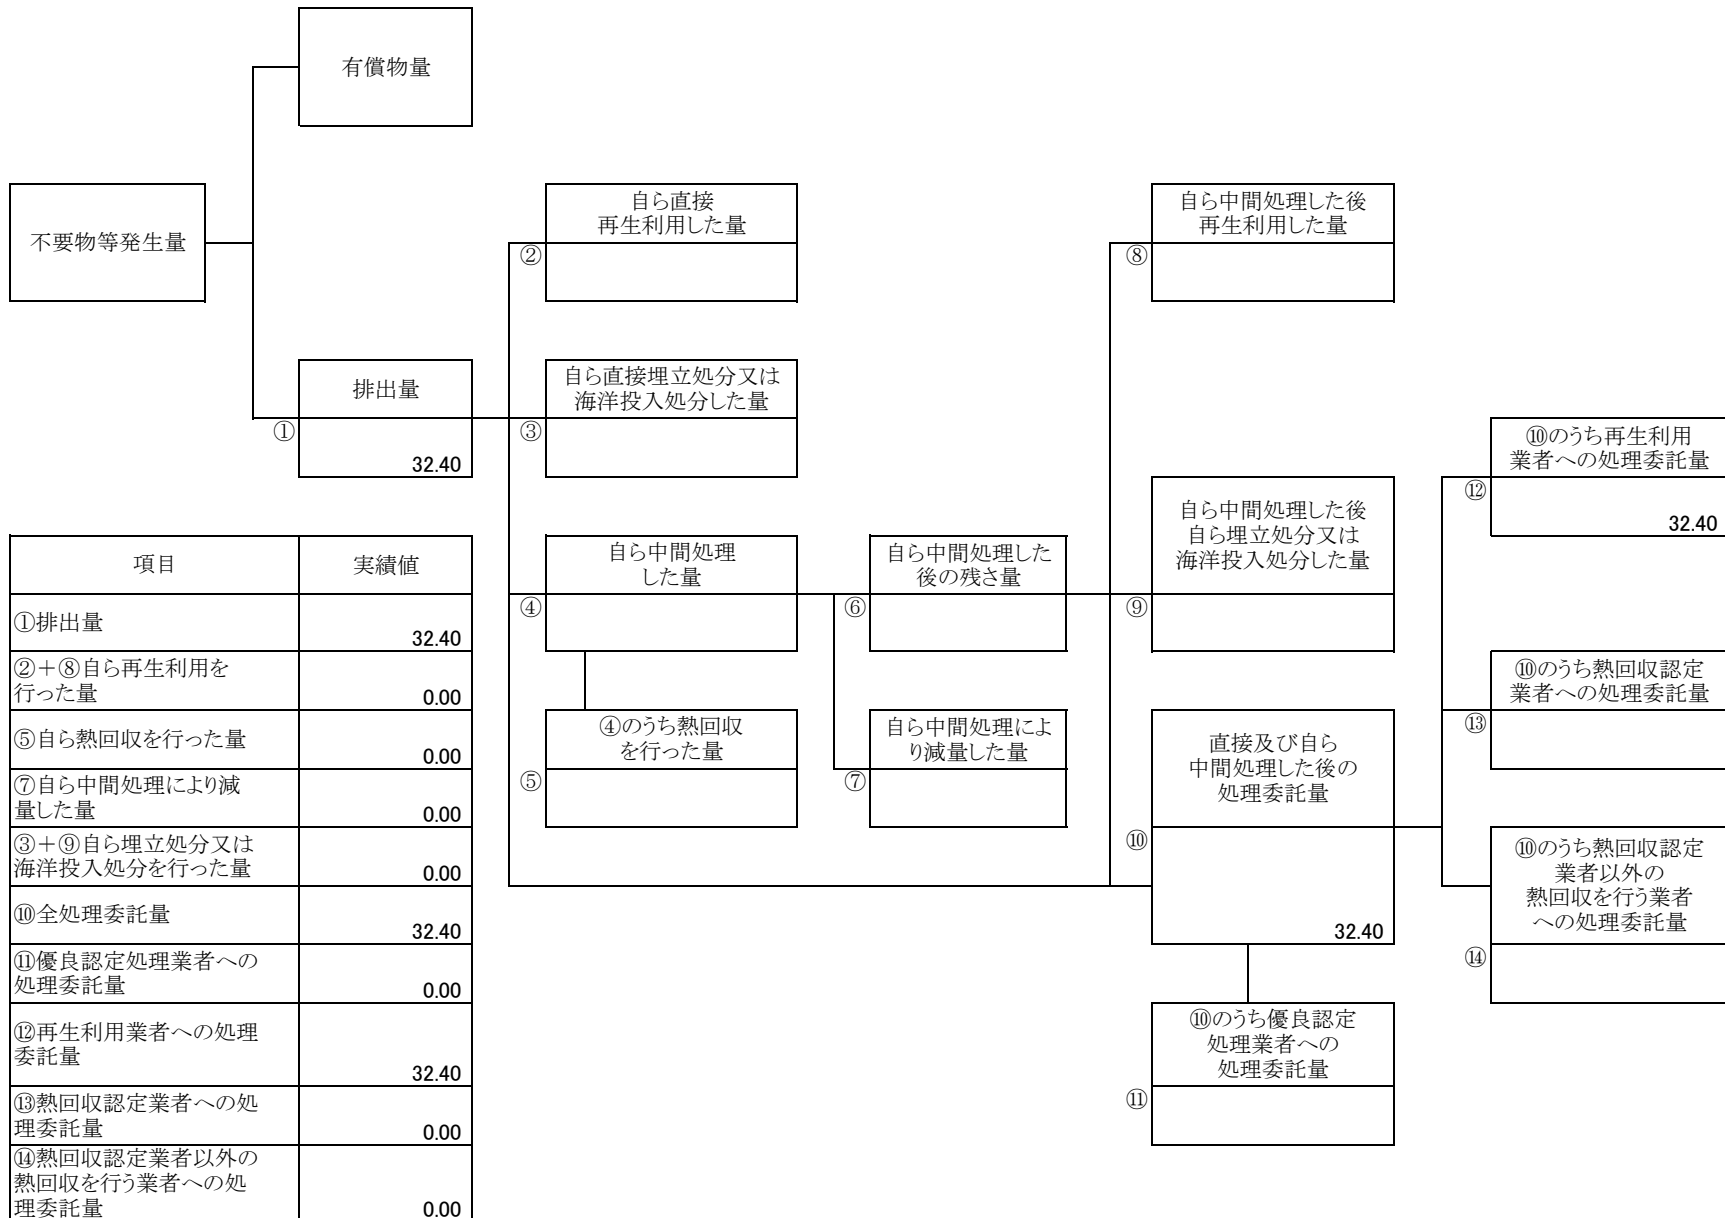 有償物量
不要物等発生量
自ら直接
再生利用した量
②
自ら中間処理した後
再生利用した量
⑧
排出量
①
32.40
自ら直接埋立処分又は
海洋投入処分した量
③
⑩のうち再生利用
業者への処理委託量
⑫
32.40
自ら中間処理
した量
④
自ら中間処理した
後の残さ量
⑥
自ら中間処理した後
自ら埋立処分又は
海洋投入処分した量
⑨
⑩のうち熱回収認定
業者への処理委託量
⑬
④のうち熱回収
を行った量
⑤
自ら中間処理によ
り減量した量
⑦
直接及び自ら
中間処理した後の
処理委託量
⑩
32.40
⑩のうち熱回収認定
業者以外の
熱回収を行う業者
への処理委託量
⑭
⑩のうち優良認定
処理業者への
処理委託量
⑪
項目 実績値
①排出量
32.40
②+⑧自ら再生利用を
行った量
0.00
⑤自ら熱回収を行った量
0.00
⑦自ら中間処理により減
量した量
0.00
③+⑨自ら埋立処分又は
海洋投入処分を行った量
0.00
⑩全処理委託量
32.40
⑪優良認定処理業者への
処理委託量
0.00
⑫再生利用業者への処理
委託量
32.40
⑬熱回収認定業者への処
理委託量
0.00
⑭熱回収認定業者以外の
熱回収を行う業者への処
理委託量
0.00